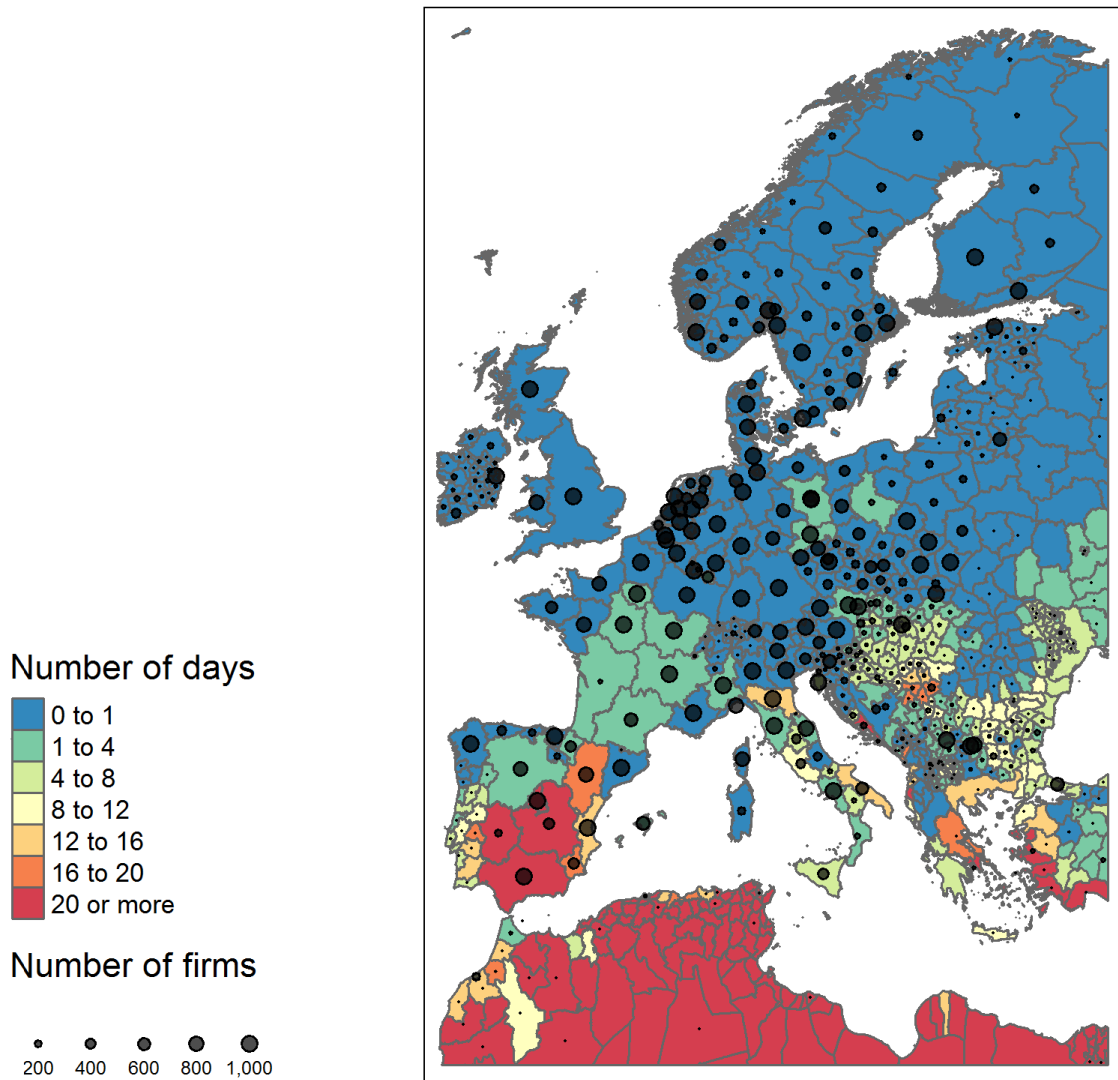 Number of days
0 to 1
1 to 4
4 to 8
8 to 12
12 to 16
16 to 20
20 or more
Number of firms
200 400 600 800 1,000